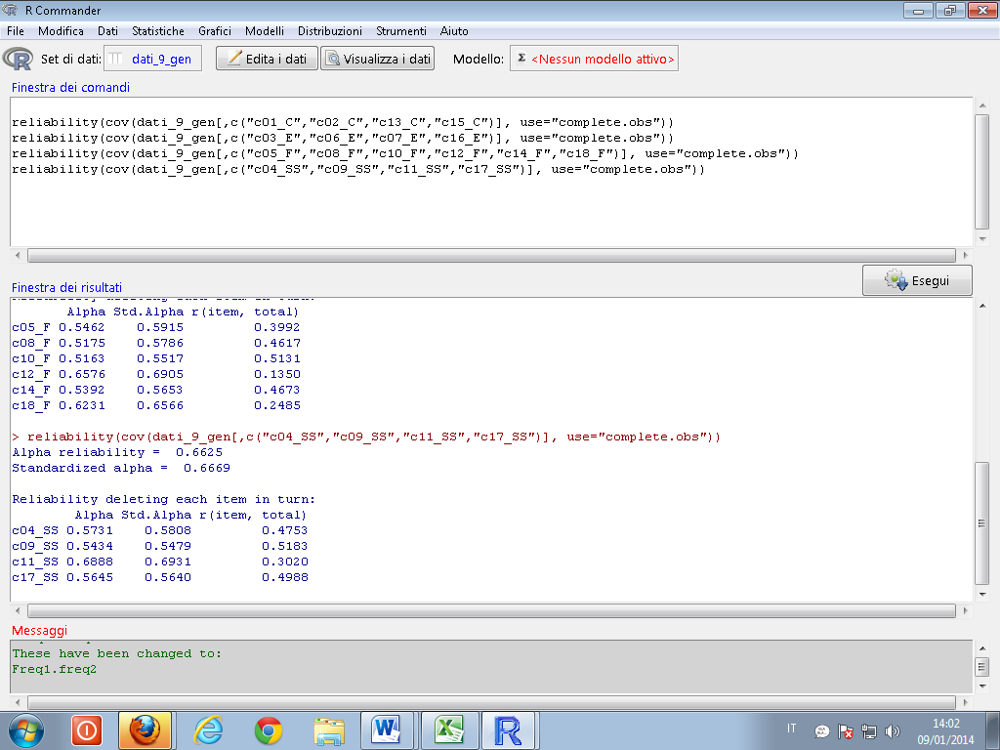 R Commander
File Modifica Dati Statistiche Grafici Modelli Distribuzioni Strumenti Aiuto
Set di dati: dati_9_gen Edita i dati Visualizza i dati Modello: Σ <Nessun modello attivo>
Finestra dei comandi
reliability(cov(dati_9_gen[,c("c01_C","c02_C","c13_C","c15_C")], use="complete.obs"))
reliability(cov(dati_9_gen[,c("c03_E","c06_E","c07_E","c16_E")], use="complete.obs"))
reliability(cov(dati_9_gen[,c("c05_F","c08_F","c10_F","c12_F","c14_F","c18_F")], use="complete.obs"))
reliability(cov(dati_9_gen[,c("c04_SS","c09_SS","c11_SS","c17_SS")], use="complete.obs"))
Esegui
Finestra dei risultati
Alpha Std.Alpha r(item, total)
c05_F 0.5462 0.5915 0.3992
c08_F 0.5175 0.5786 0.4617
c10_F 0.5163 0.5517 0.5131
c12_F 0.6576 0.6905 0.1350
c14_F 0.5392 0.5653 0.4673
c18_F 0.6231 0.6566 0.2485
> reliability(cov(dati_9_gen[,c("c04_SS","c09_SS","c11_SS","c17_SS")], use="complete.obs"))
Alpha reliability = 0.6625
Standardized alpha = 0.6669
Reliability deleting each item in turn:
Alpha Std.Alpha r(item, total)
c04_SS 0.5731 0.5808 0.4753
c09_SS 0.5434 0.5479 0.5183
c11_SS 0.6888 0.6931 0.3020
c17_SS 0.5645 0.5640 0.4988
Messaggi
These have been changed to:
Freq1.freq2
IT 14:02
09/01/2014